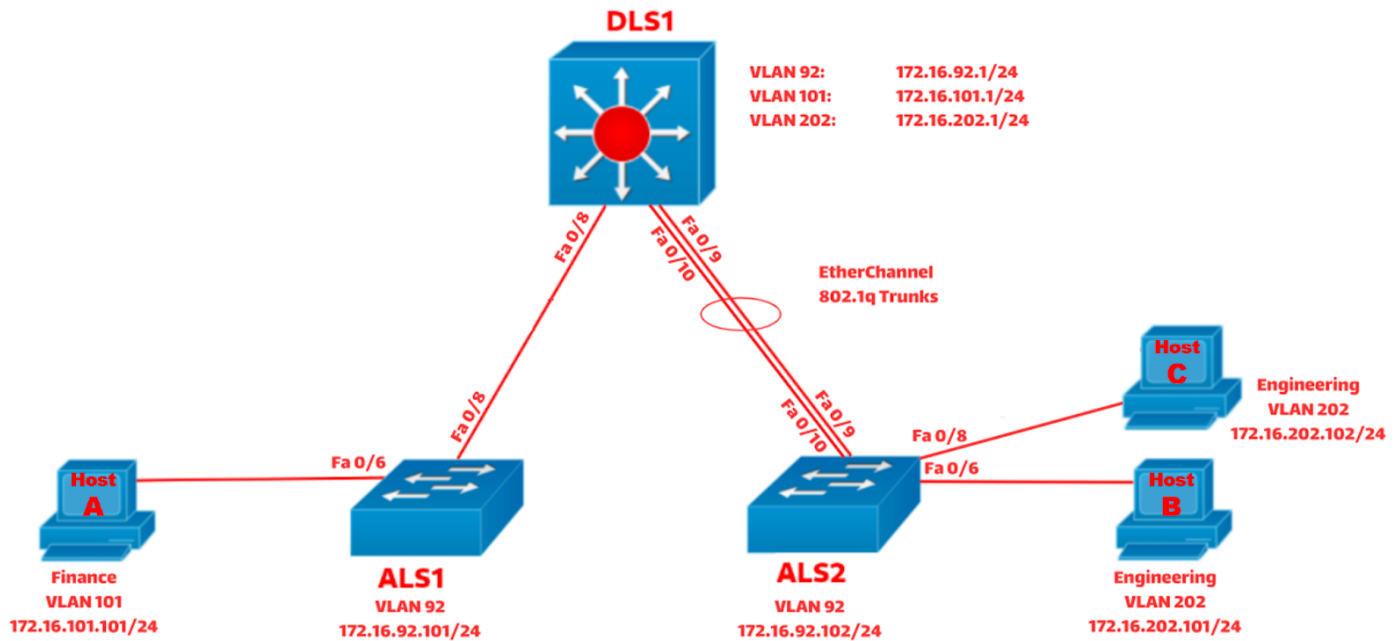 DLS1
VLAN 92: 172.16.92.1/24
VLAN 101: 172.16.101.1/24
VLAN 202: 172.16.202.1/24
Fa 0/8
Fa 0/9
Fa 0/10
EtherChannel
802.1q Trunks
Fa 0/8
Fa 0/9
Fa 0/10
Host
C
Engineering
VLAN 202
172.16.202.102/24
Fa 0/8
Fa 0/6
Fa 0/6
Host
A
Host
B
Finance
VLAN 101
172.16.101.101/24
ALS1
VLAN 92
172.16.92.101/24
ALS2
VLAN 92
172.16.92.102/24
Engineering
VLAN 202
172.16.202.101/24